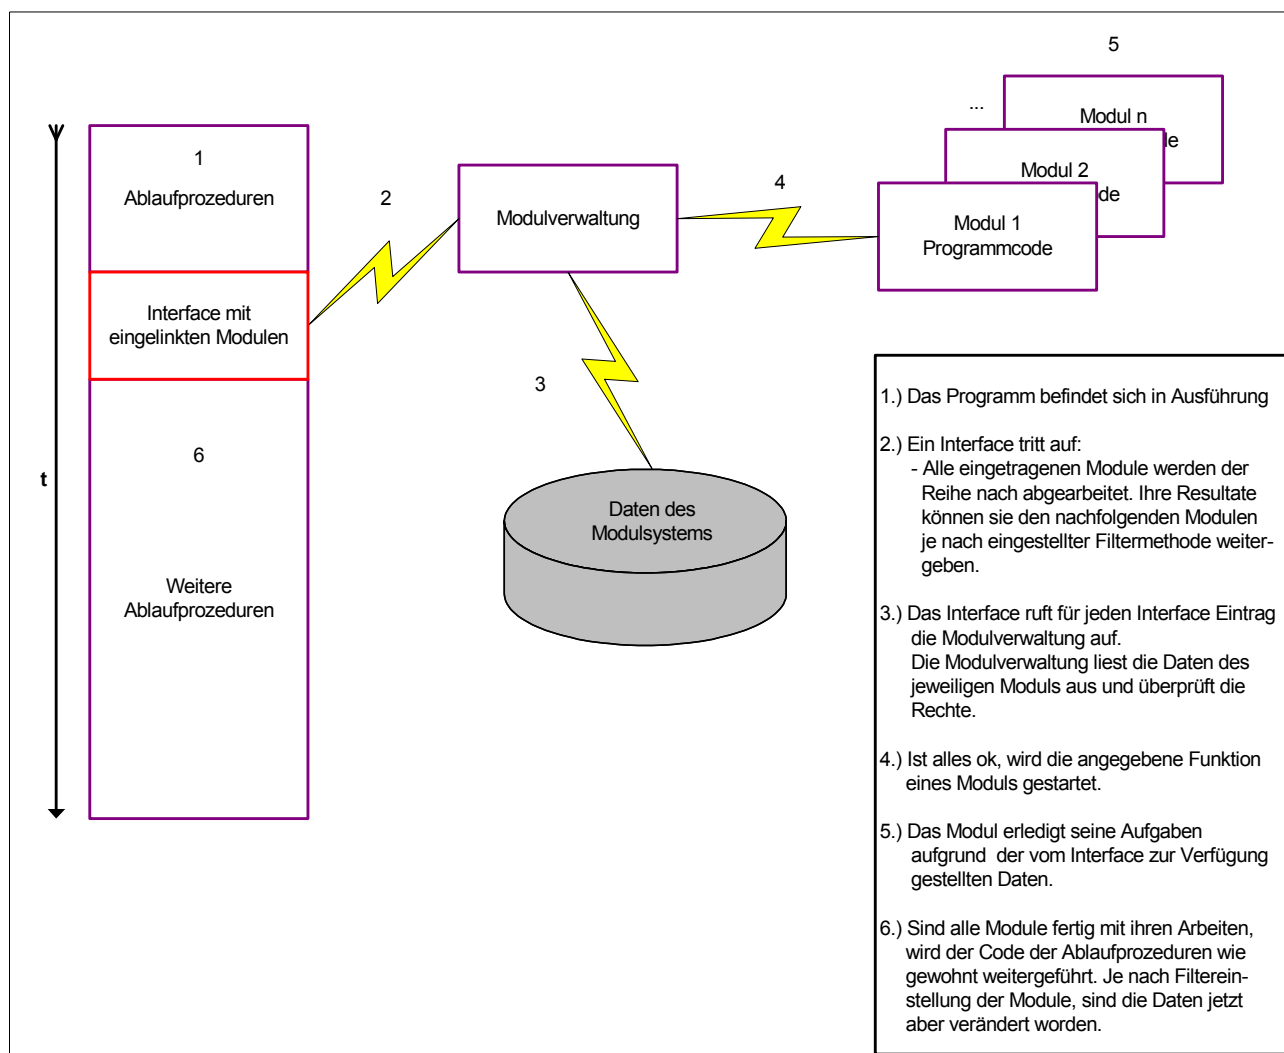 5
...
Modul n
le
Modul 2
de
Modul 1
Programmcode
1
Ablaufprozeduren
2
Modulverwaltung
4
Interface mit
eingelinkten Modulen
3
6
t
Daten des
Modulsystems
Weitere
Ablaufprozeduren
1.) Das Programm befindet sich in Ausführung
2.) Ein Interface tritt auf:
- Alle eingetragenen Module werden der
Reihe nach abgearbeitet. Ihre Resultate
können sie den nachfolgenden Modulen
je nach eingestellter Filtermethode weiter-
geben.
3.) Das Interface ruft für jeden Interface Eintrag
die Modulverwaltung auf.
Die Modulverwaltung liest die Daten des
jeweiligen Moduls aus und überprüft die
Rechte.
4.) Ist alles ok, wird die angegebene Funktion
eines Moduls gestartet.
5.) Das Modul erledigt seine Aufgaben
aufgrund der vom Interface zur Verfügung
gestellten Daten.
6.) Sind alle Module fertig mit ihren Arbeiten,
wird der Code der Ablaufprozeduren wie
gewohnt weitergeführt. Je nach Filterein-
stellung der Module, sind die Daten jetzt
aber verändert worden.